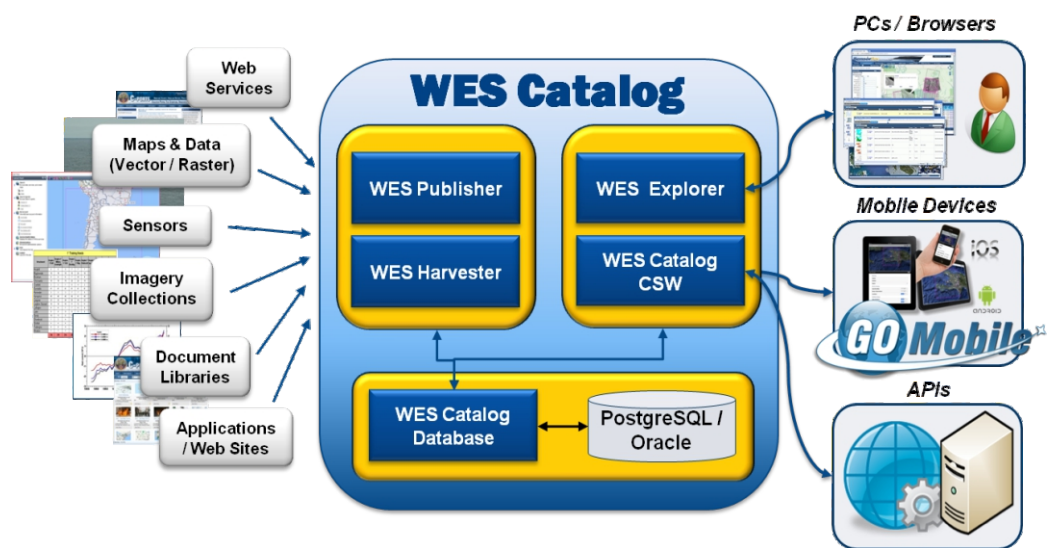 PCs / Browsers
Web
Services
WES Catalog
Maps & Data
(Vector / Raster)
WES Publisher
WES Explorer
Mobile Devices
Sensors
iOS
WES Harvester
WES Catalog
CSW
Imagery
Collections
ANDROID
GO Mobile
Document
Libraries
APIs
WES Catalog
Database
PostgreSQL /
Oracle
Applications
/ Web Sites